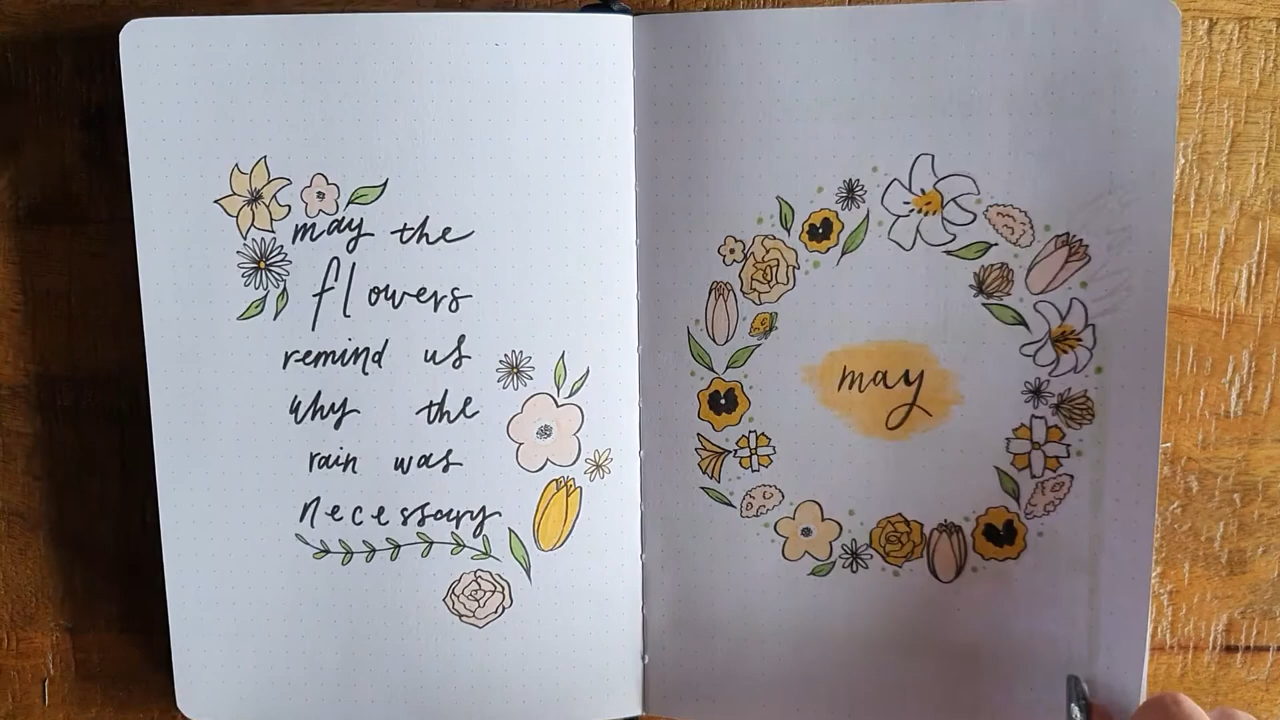 may the
flowers
remind us
why the
rain was
necessary
may